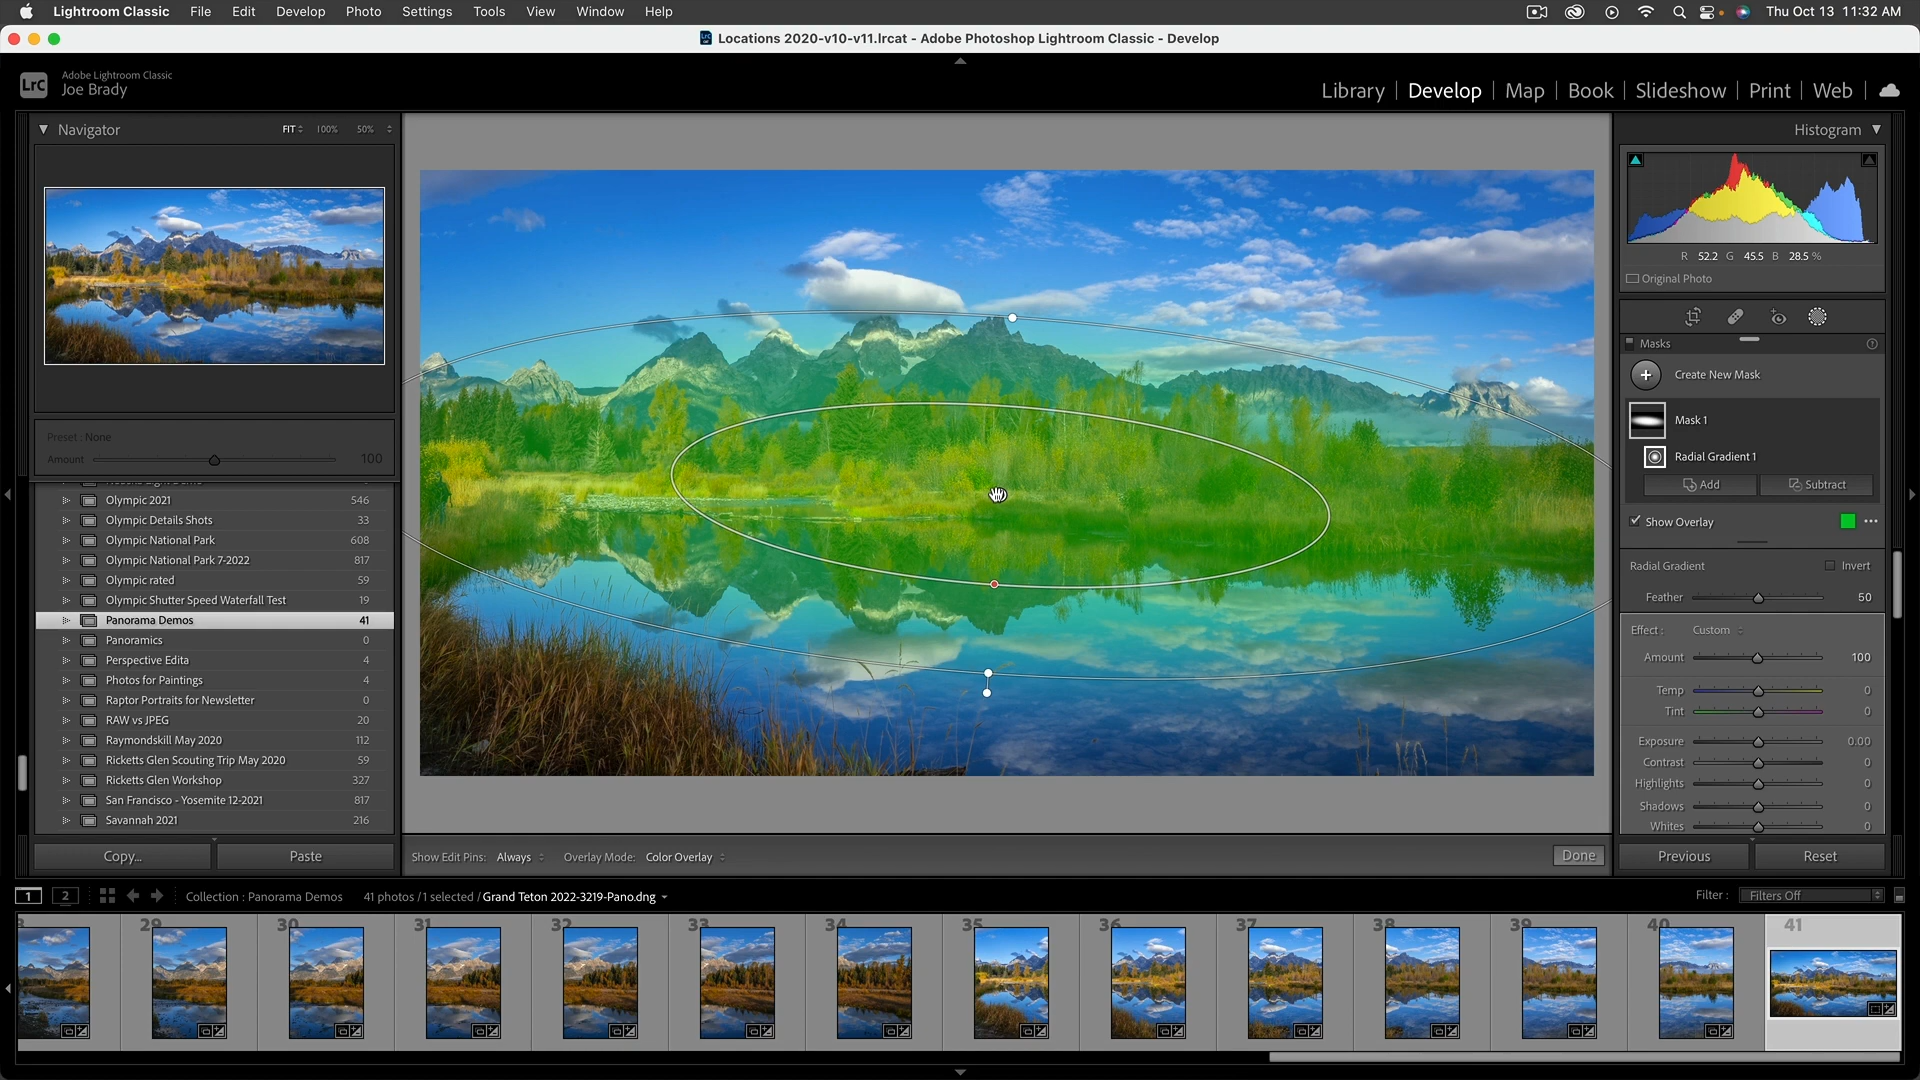 Lightroom Classic File Edit Develop Photo Settings Tools View Window Help Thu Oct 13 11:32 AM
Locations 2020-v10-v11.lrcat - Adobe Photoshop Lightroom Classic - Develop
LrC Adobe Lightroom Classic
Joe Brady
Library | Develop | Map | Book | Slideshow | Print | Web |
Navigator FIT 100% 50%
Preset : None
Amount 100
Olympic 2021 546
Olympic Details Shots 33
Olympic National Park 608
Olympic National Park 7-2022 817
Olympic rated 59
Olympic Shutter Speed Waterfall Test 19
Panorama Demos 41
Panoramics 0
Perspective Edita 4
Photos for Paintings 4
Raptor Portraits for Newsletter 0
RAW vs JPEG 20
Raymondskill May 2020 112
Ricketts Glen Scouting Trip May 2020 59
Ricketts Glen Workshop 327
San Francisco - Yosemite 12-2021 817
Savannah 2021 216
Copy... Paste
Show Edit Pins: Always Overlay Mode: Color Overlay Done
Histogram
R 52.2 G 45.5 B 28.5 %
Original Photo
Masks
Create New Mask
Mask 1
Radial Gradient 1
Add Subtract
Show Overlay
Radial Gradient Invert
Feather 50
Effect : Custom
Amount 100
Temp 0
Tint 0
Exposure 0.00
Contrast 0
Highlights 0
Shadows 0
Whites 0
Previous Reset
1 2 Collection : Panorama Demos 41 photos / 1 selected / Grand Teton 2022-3219-Pano.dng Filter : Filters Off
29 30 31 32 33 34 35 36 37 38 39 40 41